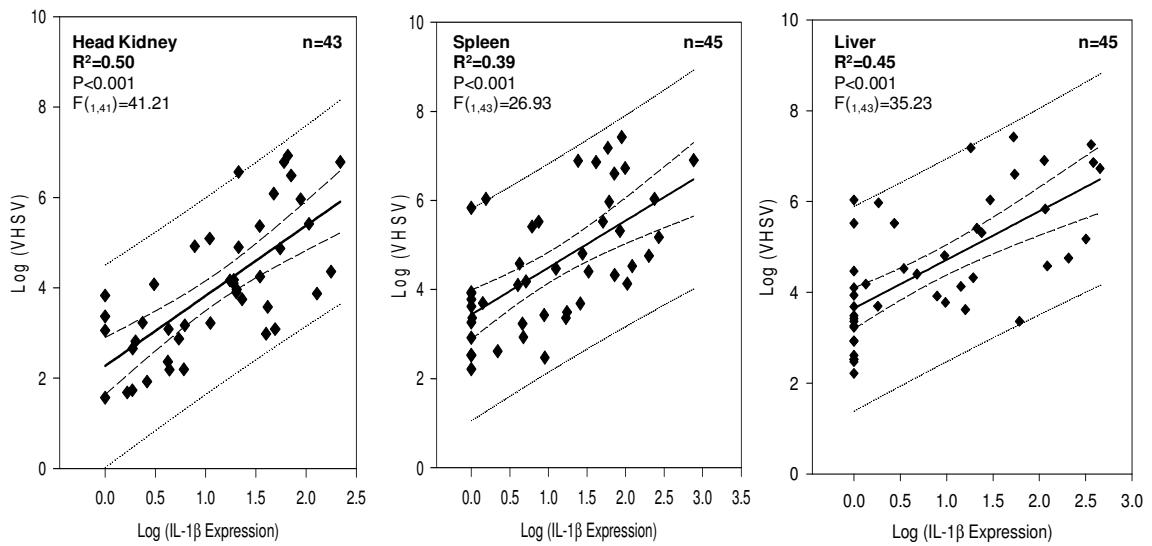 10
8
6
4
2
0
Log (VHSV)
Head Kidney n=43
R²=0.50
P<0.001
F(1,41)=41.21
0.0 0.5 1.0 1.5 2.0 2.5
Log (IL-1β Expression)
10
8
6
4
2
0
Log (VHSV)
Spleen n=45
R²=0.39
P<0.001
F(1,43)=26.93
0.0 0.5 1.0 1.5 2.0 2.5 3.0 3.5
Log (IL-1β Expression)
10
8
6
4
2
0
Log (VHSV)
Liver n=45
R²=0.45
P<0.001
F(1,43)=35.23
0.0 0.5 1.0 1.5 2.0 2.5 3.0
Log (IL-1β Expression)